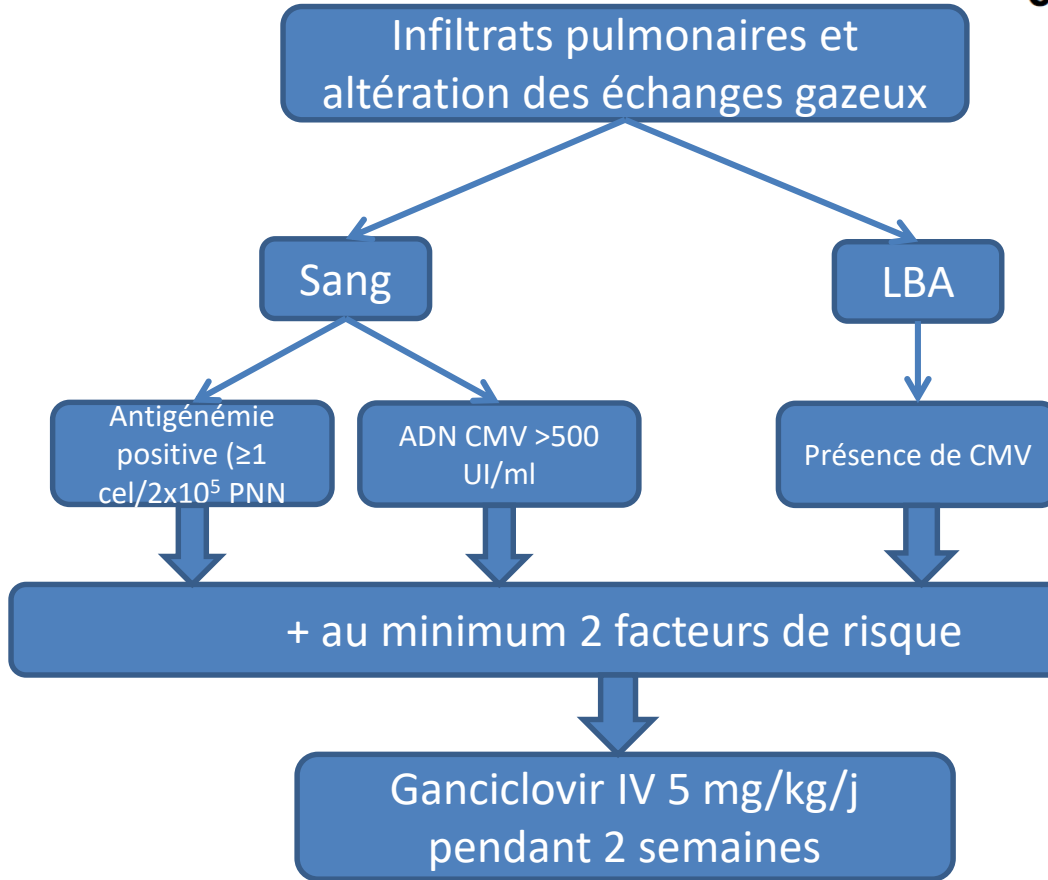 Infiltrats pulmonaires et
altération des échanges gazeux
Sang
LBA
Antigénémie
positive (≥1
cel/2x10⁵ PNN
ADN CMV >500
UI/ml
Présence de CMV
+ au minimum 2 facteurs de risque
Ganciclovir IV 5 mg/kg/j
pendant 2 semaines